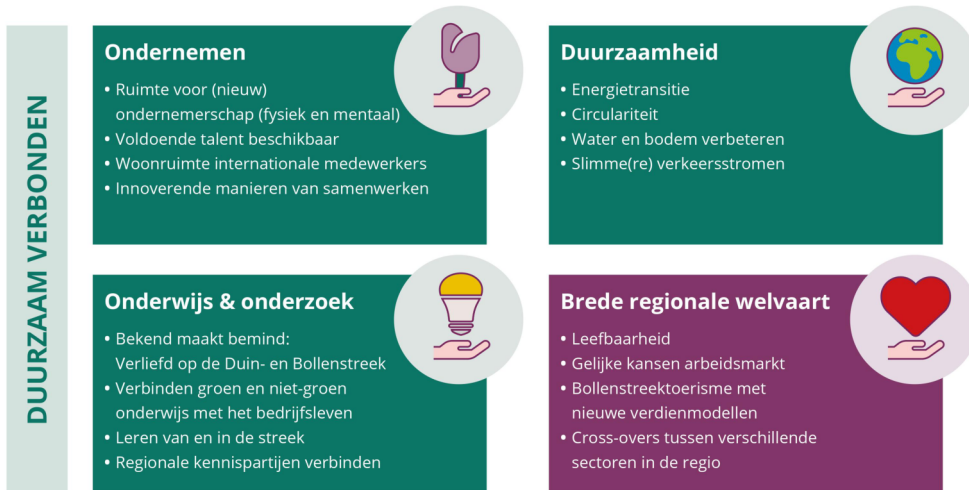 DUURZAAM VERBONDEN
Ondernemen
• Ruimte voor (nieuw)
ondernemerschap (fysiek en mentaal)
• Voldoende talent beschikbaar
• Woonruimte internationale medewerkers
• Innoverende manieren van samenwerken
Duurzaamheid
• Energietransitie
• Circulariteit
• Water en bodem verbeteren
• Slimme(re) verkeersstromen
Onderwijs & onderzoek
• Bekend maakt bemind:
Verliefd op de Duin- en Bollenstreek
• Verbinden groen en niet-groen
onderwijs met het bedrijfsleven
• Leren van en in de streek
• Regionale kennispartijen verbinden
Brede regionale welvaart
• Leefbaarheid
• Gelijke kansen arbeidsmarkt
• Bollenstreektoerisme met
nieuwe verdienmodellen
• Cross-overs tussen verschillende
sectoren in de regio